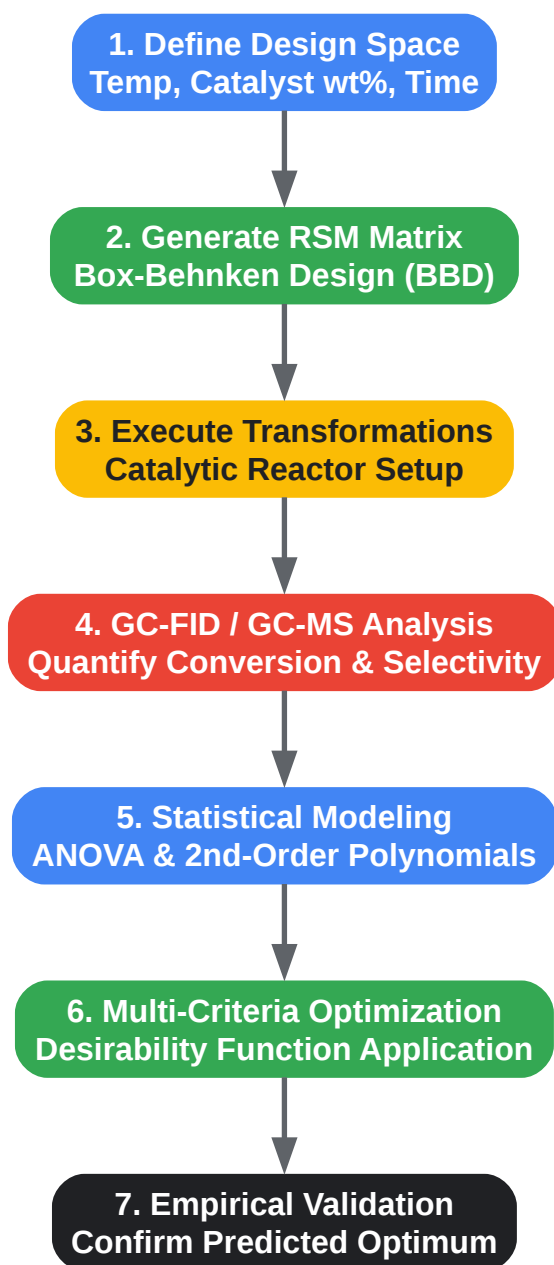 1. Define Design Space
Temp, Catalyst wt%, Time
2. Generate RSM Matrix
Box-Behnken Design (BBD)
3. Execute Transformations
Catalytic Reactor Setup
4. GC-FID / GC-MS Analysis
Quantify Conversion & Selectivity
5. Statistical Modeling
ANOVA & 2nd-Order Polynomials
6. Multi-Criteria Optimization
Desirability Function Application
7. Empirical Validation
Confirm Predicted Optimum